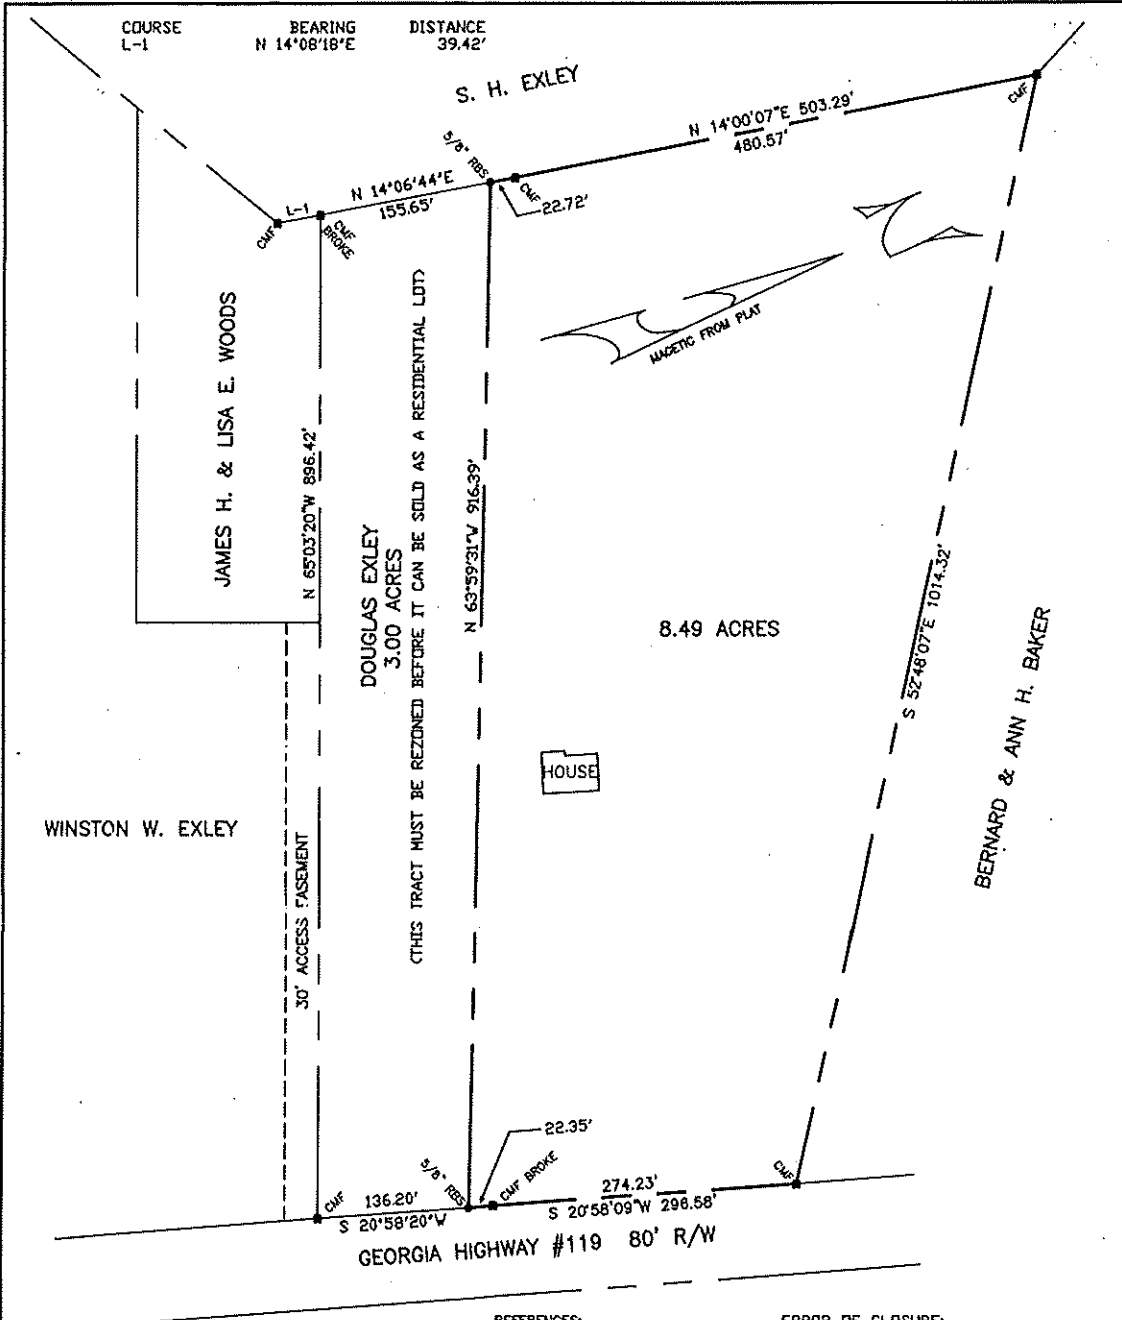 COURSE BEARING DISTANCE
L-1 N 14°08'18"E 39.42'
S. H. EXLEY
N 14°00'07"E 503.29'
480.57'
CMF
5/8" RBS
N 14°06'44"E
155.65'
L-1
CMF
CMF
BROKE
CMF
22.72'
MAGETIC FROM PLAT
JAMES H. & LISA E. WOODS
N 65°03'20"W 896.42'
DOUGLAS EXLEY
3.00 ACRES
(THIS TRACT MUST BE REZONED BEFORE IT CAN BE SOLD AS A RESIDENTIAL LOT)
N 63°59'31"W 916.39'
8.49 ACRES
S 52°48'07"E 1014.32'
BERNARD & ANN H. BAKER
HOUSE
WINSTON W. EXLEY
30' ACCESS EASEMENT
22.35'
5/8" RBS
CMF BROKE
CMF
CMF
136.20'
S 20°58'20"W
274.23'
S 20°58'09"W 296.58'
GEORGIA HIGHWAY #119 80' R/W
REFERENCES: ERROR OF CLOSURE: